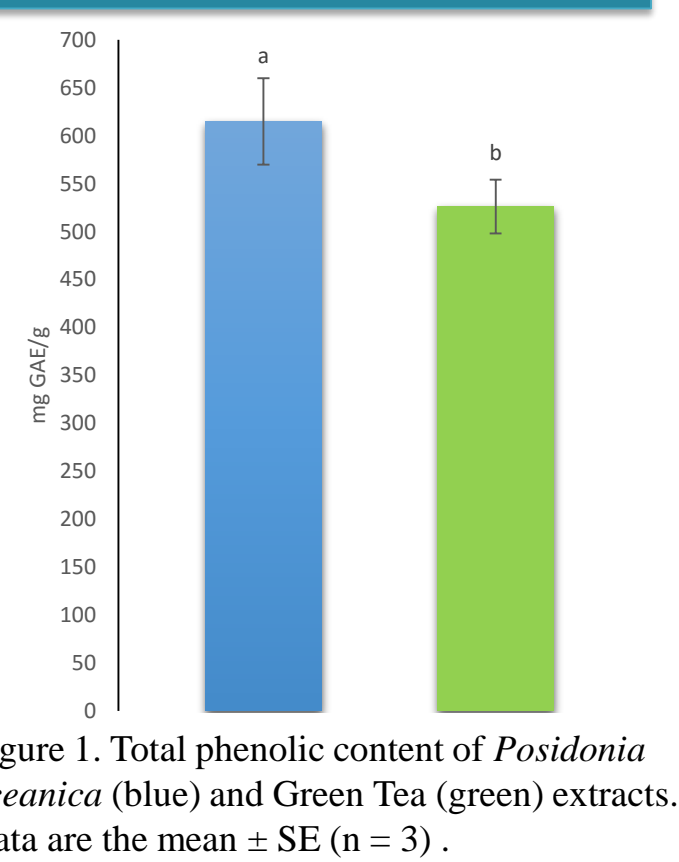 700
a
650
600
b
550
500
450
400
mg GAE/g
350
300
250
200
150
100
50
0
gure 1. Total phenolic content of Posidonia
eanica (blue) and Green Tea (green) extracts.
ata are the mean ± SE (n = 3) .